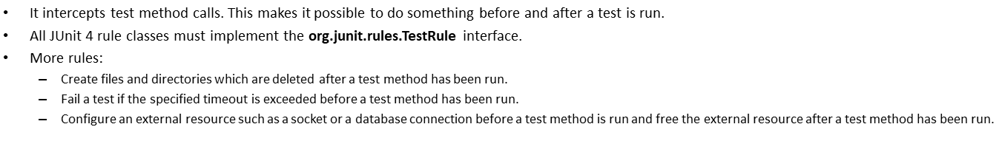 • It intercepts test method calls. This makes it possible to do something before and after a test is run.
• All JUnit 4 rule classes must implement the org.junit.rules.TestRule interface.
• More rules:
– Create files and directories which are deleted after a test method has been run.
– Fail a test if the specified timeout is exceeded before a test method has been run.
– Configure an external resource such as a socket or a database connection before a test method is run and free the external resource after a test method has been run.